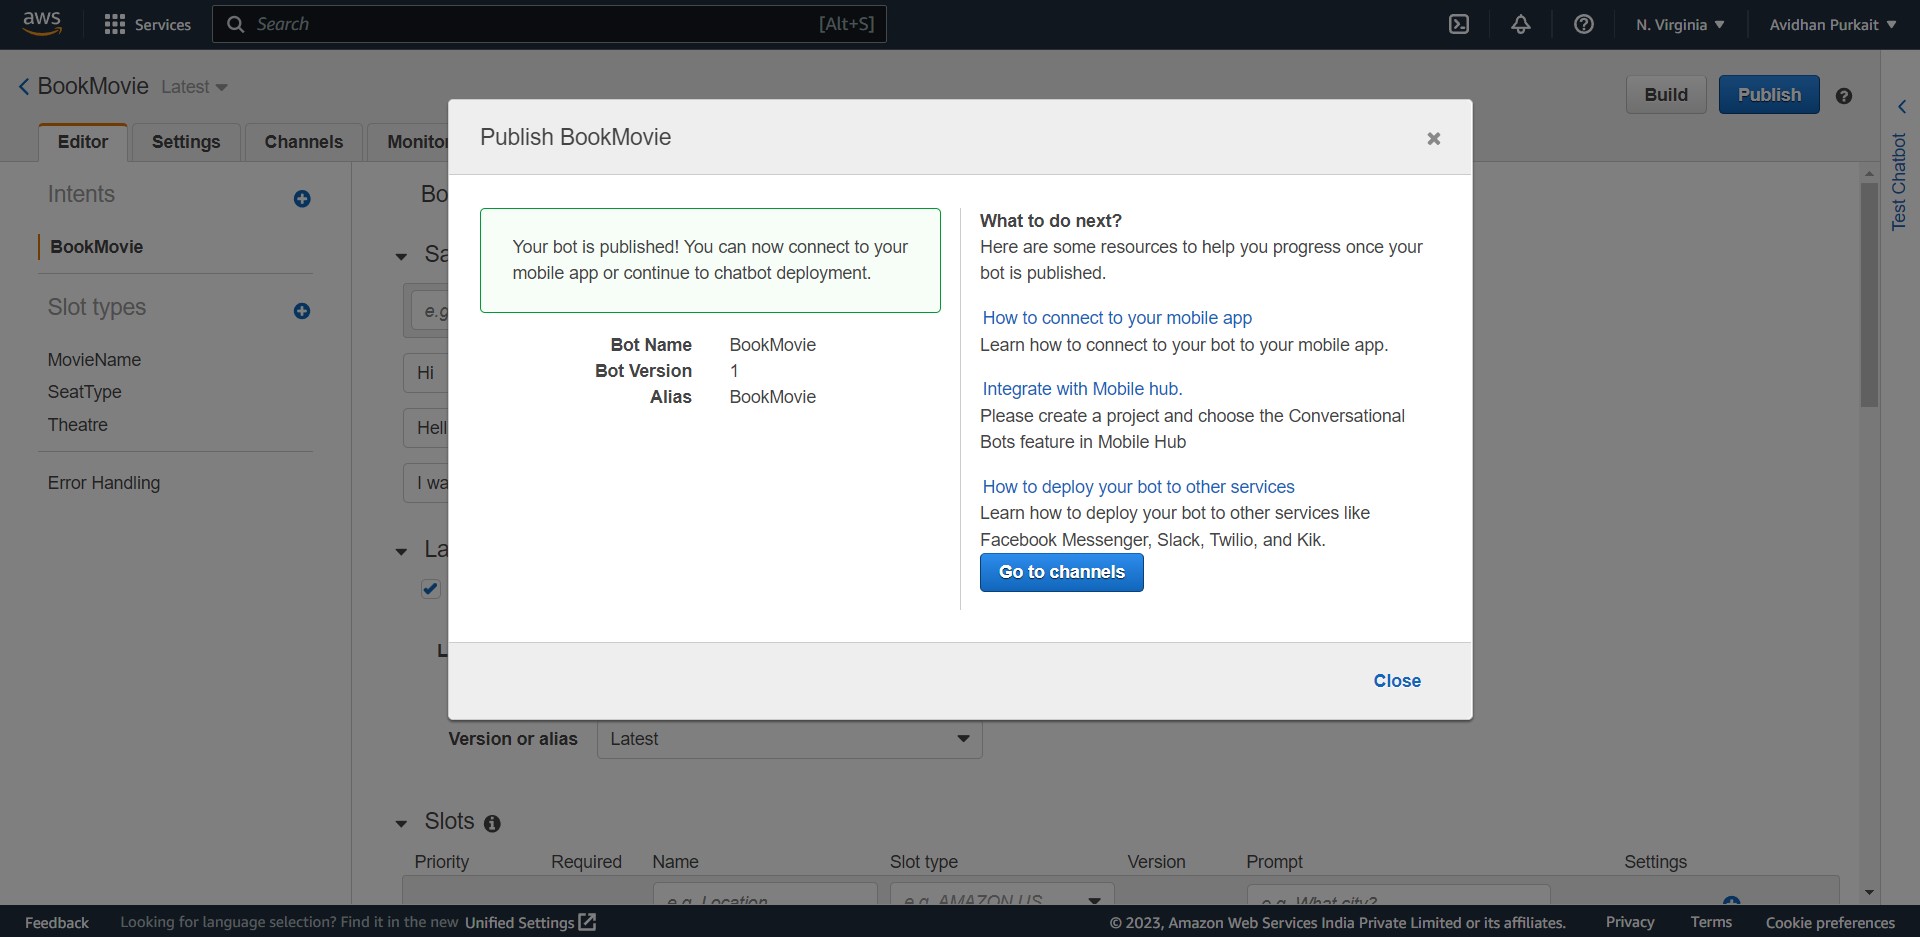 aws
Services
Search
[Alt+S]
N. Virginia
Avidhan Purkait
BookMovie Latest
Build
Publish
Editor
Settings
Channels
Monitor
Test Chatbot
Intents
BookMovie
Slot types
MovieName
SeatType
Theatre
Error Handling
Hi
I wa
Publish BookMovie
Your bot is published! You can now connect to your
mobile app or continue to chatbot deployment.
Bot Name BookMovie
Bot Version 1
Alias BookMovie
What to do next?
Here are some resources to help you progress once your
bot is published.
How to connect to your mobile app
Learn how to connect to your bot to your mobile app.
Integrate with Mobile hub.
Please create a project and choose the Conversational
Bots feature in Mobile Hub
How to deploy your bot to other services
Learn how to deploy your bot to other services like
Facebook Messenger, Slack, Twilio, and Kik.
Go to channels
Close
Version or alias Latest
Slots
Priority Required Name Slot type Version Prompt Settings
e.g. Location e.g. AMAZON.US... e.g. What city?
Feedback Looking for language selection? Find it in the new Unified Settings © 2023, Amazon Web Services India Private Limited or its affiliates. Privacy Terms Cookie preferences